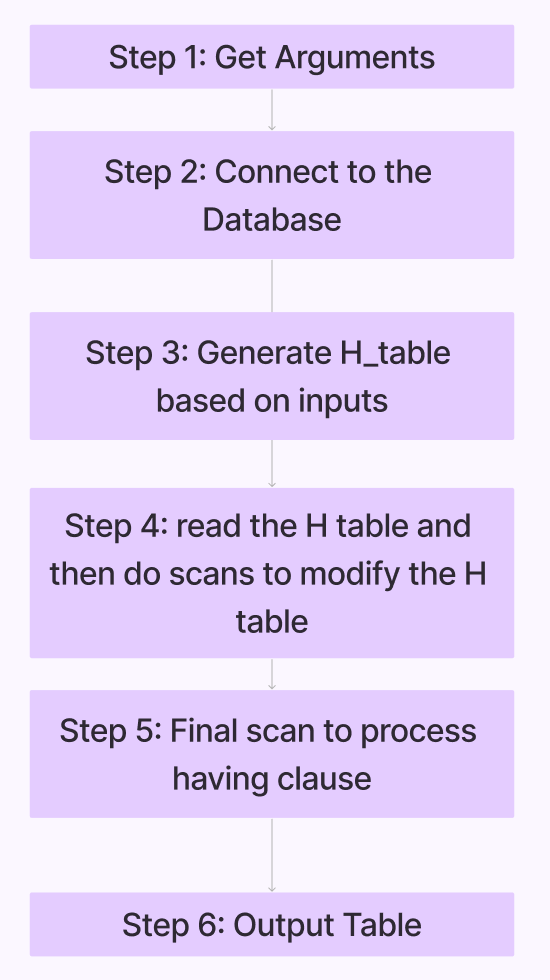 Step 1: Get Arguments
Step 2: Connect to the
Database
Step 3: Generate H_table
based on inputs
Step 4: read the H table and
then do scans to modify the H
table
Step 5: Final scan to process
having clause
Step 6: Output Table